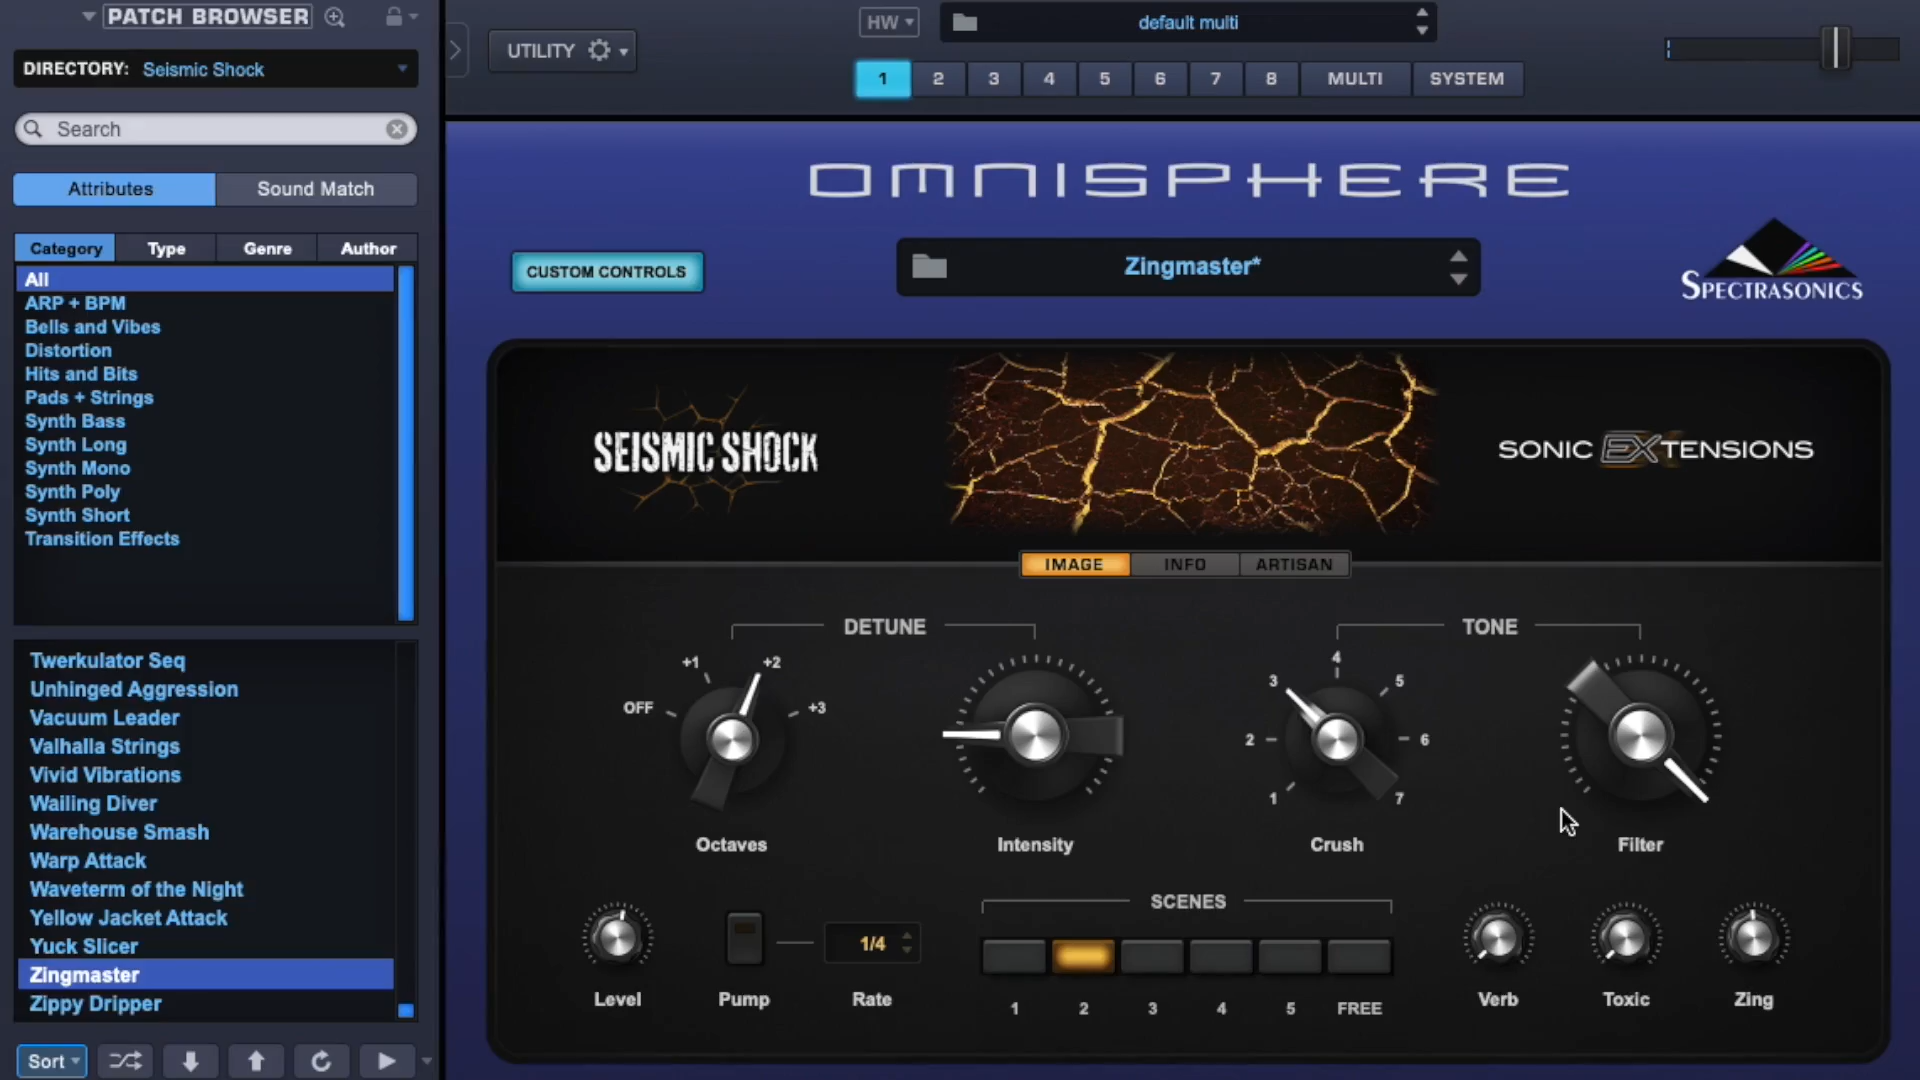 PATCH BROWSER
DIRECTORY: Seismic Shock
Search
Attributes Sound Match
Category Type Genre Author
All
ARP + BPM
Bells and Vibes
Distortion
Hits and Bits
Pads + Strings
Synth Bass
Synth Long
Synth Mono
Synth Poly
Synth Short
Transition Effects
Twerkulator Seq
Unhinged Aggression
Vacuum Leader
Valhalla Strings
Vivid Vibrations
Wailing Diver
Warehouse Smash
Warp Attack
Waveterm of the Night
Yellow Jacket Attack
Yuck Slicer
Zingmaster
Zippy Dripper
Sort
UTILITY
HW
default multi
1 2 3 4 5 6 7 8 MULTI SYSTEM
OMNISPHERE
CUSTOM CONTROLS
Zingmaster*
SPECTRASONICS
SEISMIC SHOCK
SONIC EXTENSIONS
IMAGE INFO ARTISAN
DETUNE
OFF +1 +2 +3
Octaves
Intensity
TONE
1 2 3 4 5 6 7
Crush
Filter
Level
Pump
1/4
Rate
SCENES
1 2 3 4 5 FREE
Verb
Toxic
Zing